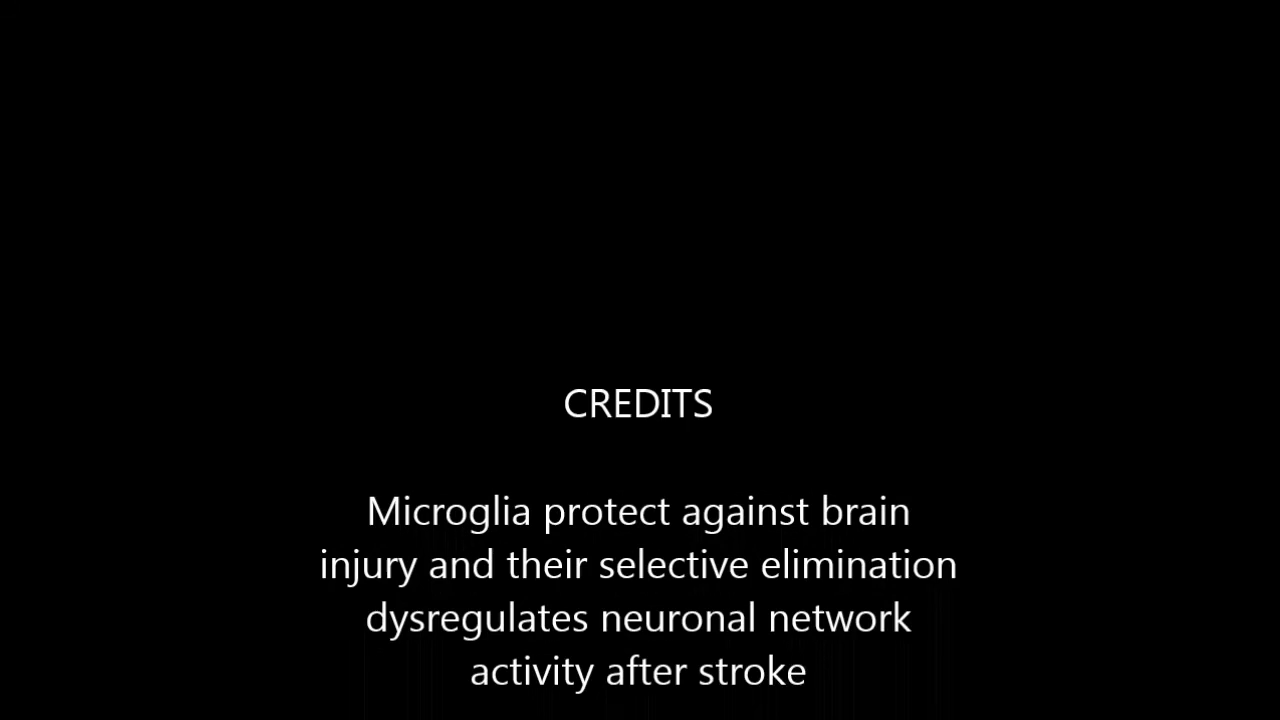 CREDITS
Microglia protect against brain
injury and their selective elimination
dysregulates neuronal network
activity after stroke